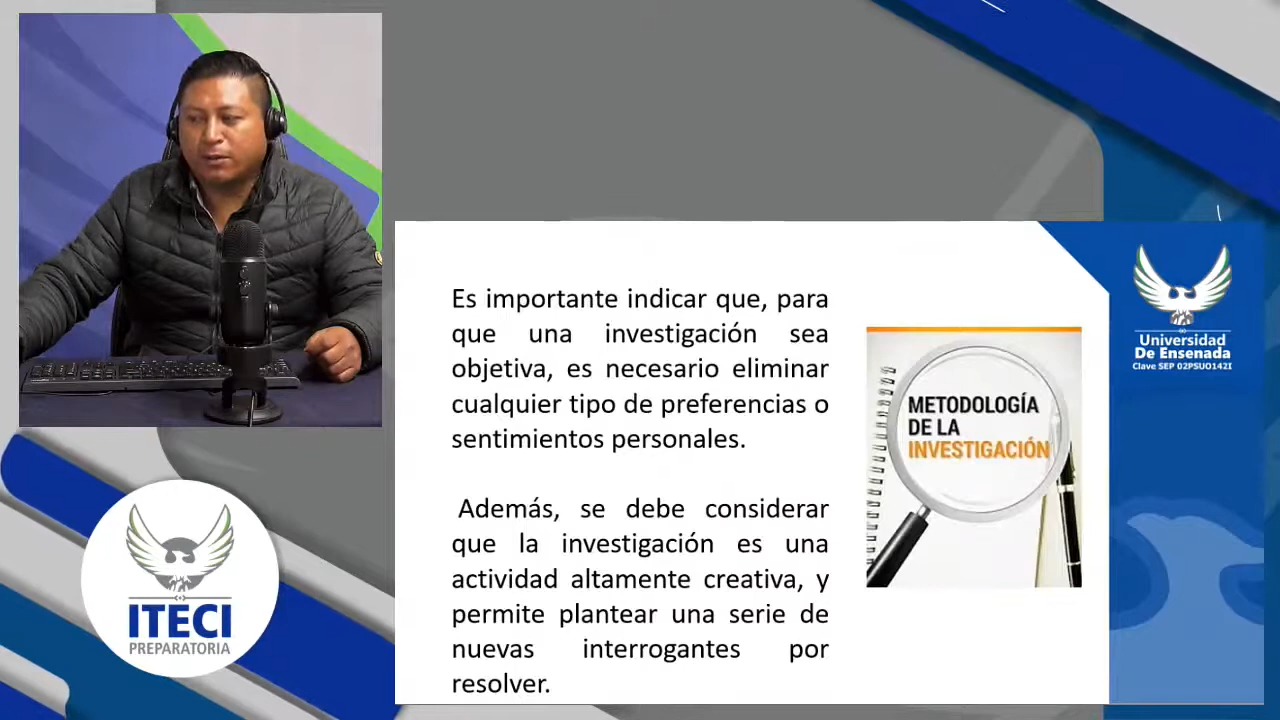 Es importante indicar que, para
que una investigación sea
objetiva, es necesario eliminar
cualquier tipo de preferencias o
sentimientos personales.
Además, se debe considerar
que la investigación es una
actividad altamente creativa, y
permite plantear una serie de
nuevas interrogantes por
resolver.
METODOLOGÍA
DE LA
INVESTIGACIÓN
Universidad
De Ensenada
Clave SEP 02PSU0142I
ITECI
PREPARATORIA